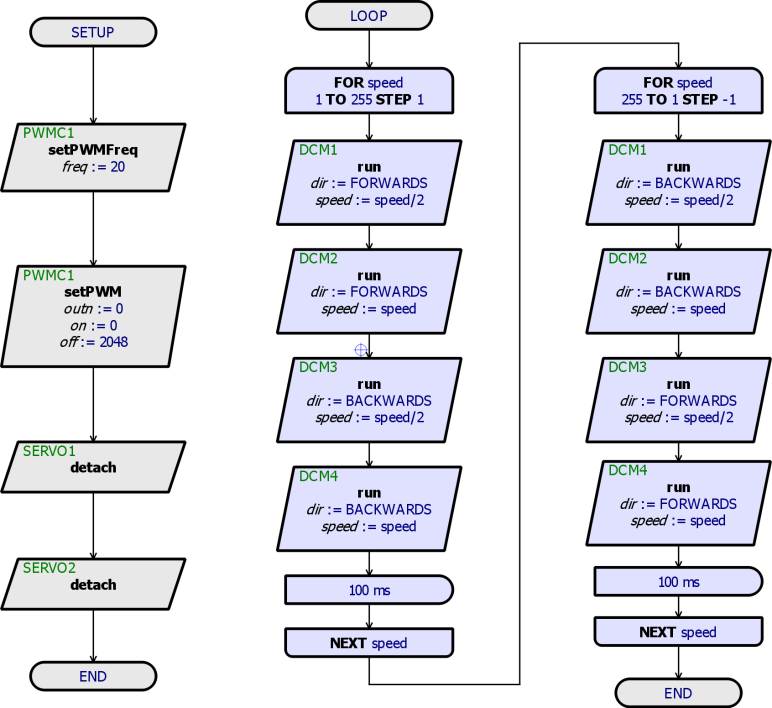 SETUP
PWMC1
setPWMFreq
freq := 20
PWMC1
setPWM
outn := 0
on := 0
off := 2048
SERVO1
detach
SERVO2
detach
END
LOOP
FOR speed
1 TO 255 STEP 1
DCM1
run
dir := FORWARDS
speed := speed/2
DCM2
run
dir := FORWARDS
speed := speed
DCM3
run
dir := BACKWARDS
speed := speed/2
DCM4
run
dir := BACKWARDS
speed := speed
100 ms
NEXT speed
FOR speed
255 TO 1 STEP -1
DCM1
run
dir := BACKWARDS
speed := speed/2
DCM2
run
dir := BACKWARDS
speed := speed
DCM3
run
dir := FORWARDS
speed := speed/2
DCM4
run
dir := FORWARDS
speed := speed
100 ms
NEXT speed
END